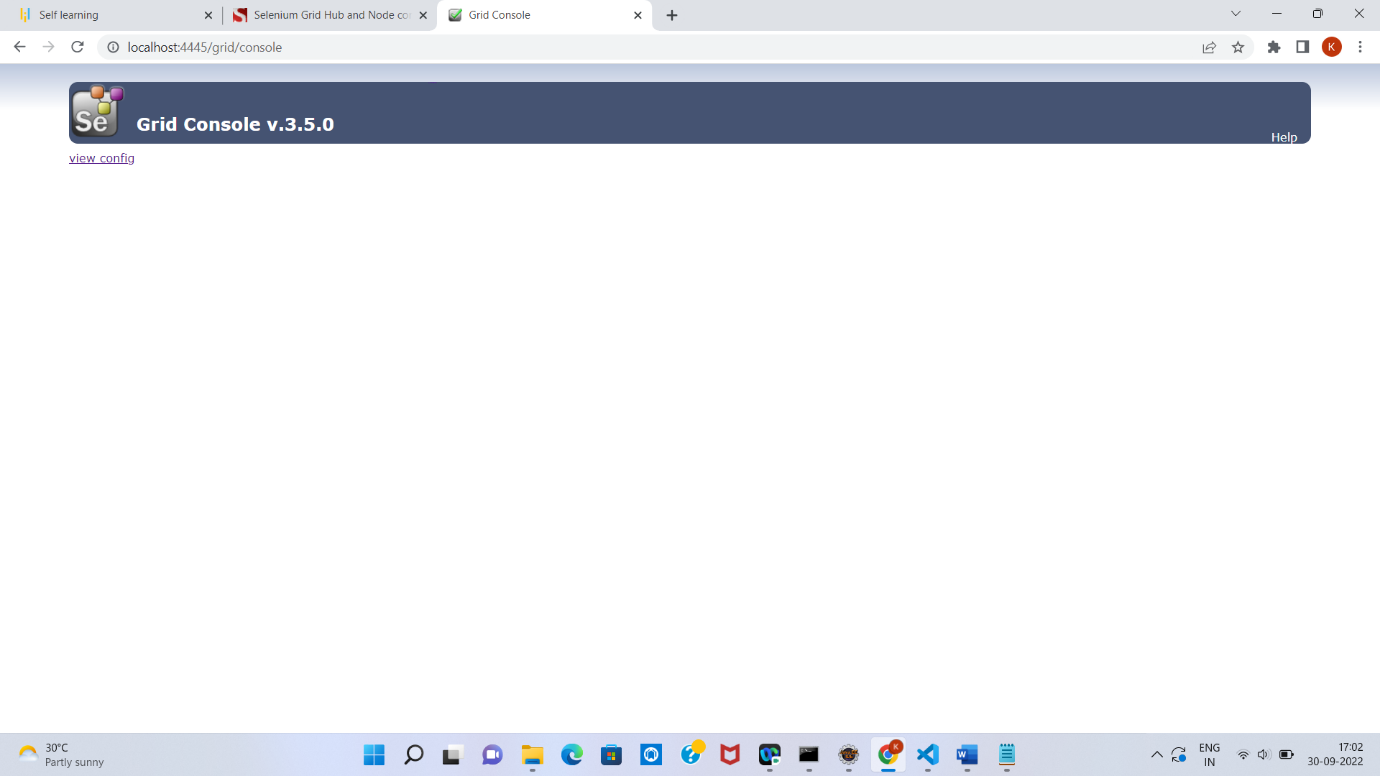 Self learning
Selenium Grid Hub and Node co
Grid Console
localhost:4445/grid/console
K
Se
Grid Console v.3.5.0
Help
view config
30°C
Partly sunny
K
ENG
IN
17:02
30-09-2022